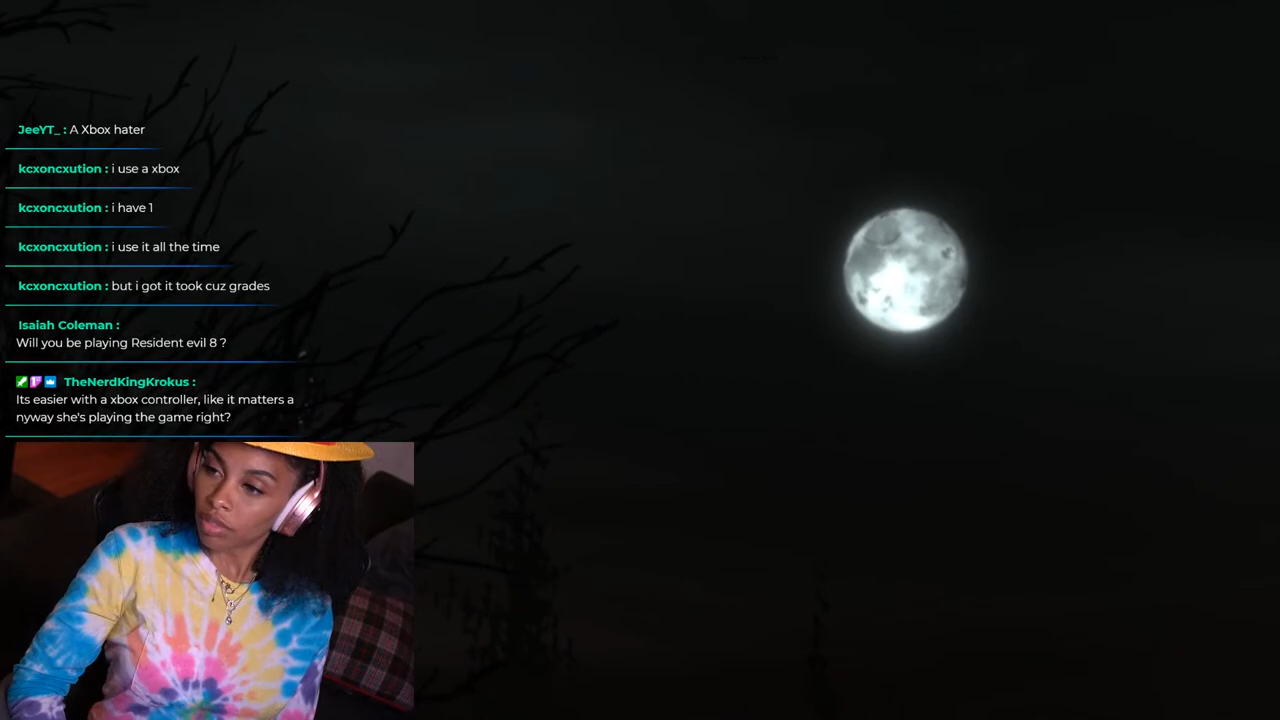 JeeYT_ : A Xbox hater
kcxoncxution : i use a xbox
kcxoncxution : i have 1
kcxoncxution : i use it all the time
kcxoncxution : but i got it took cuz grades
Isaiah Coleman :
Will you be playing Resident evil 8 ?
TheNerdKingKrokus :
Its easier with a xbox controller, like it matters a
nyway she's playing the game right?